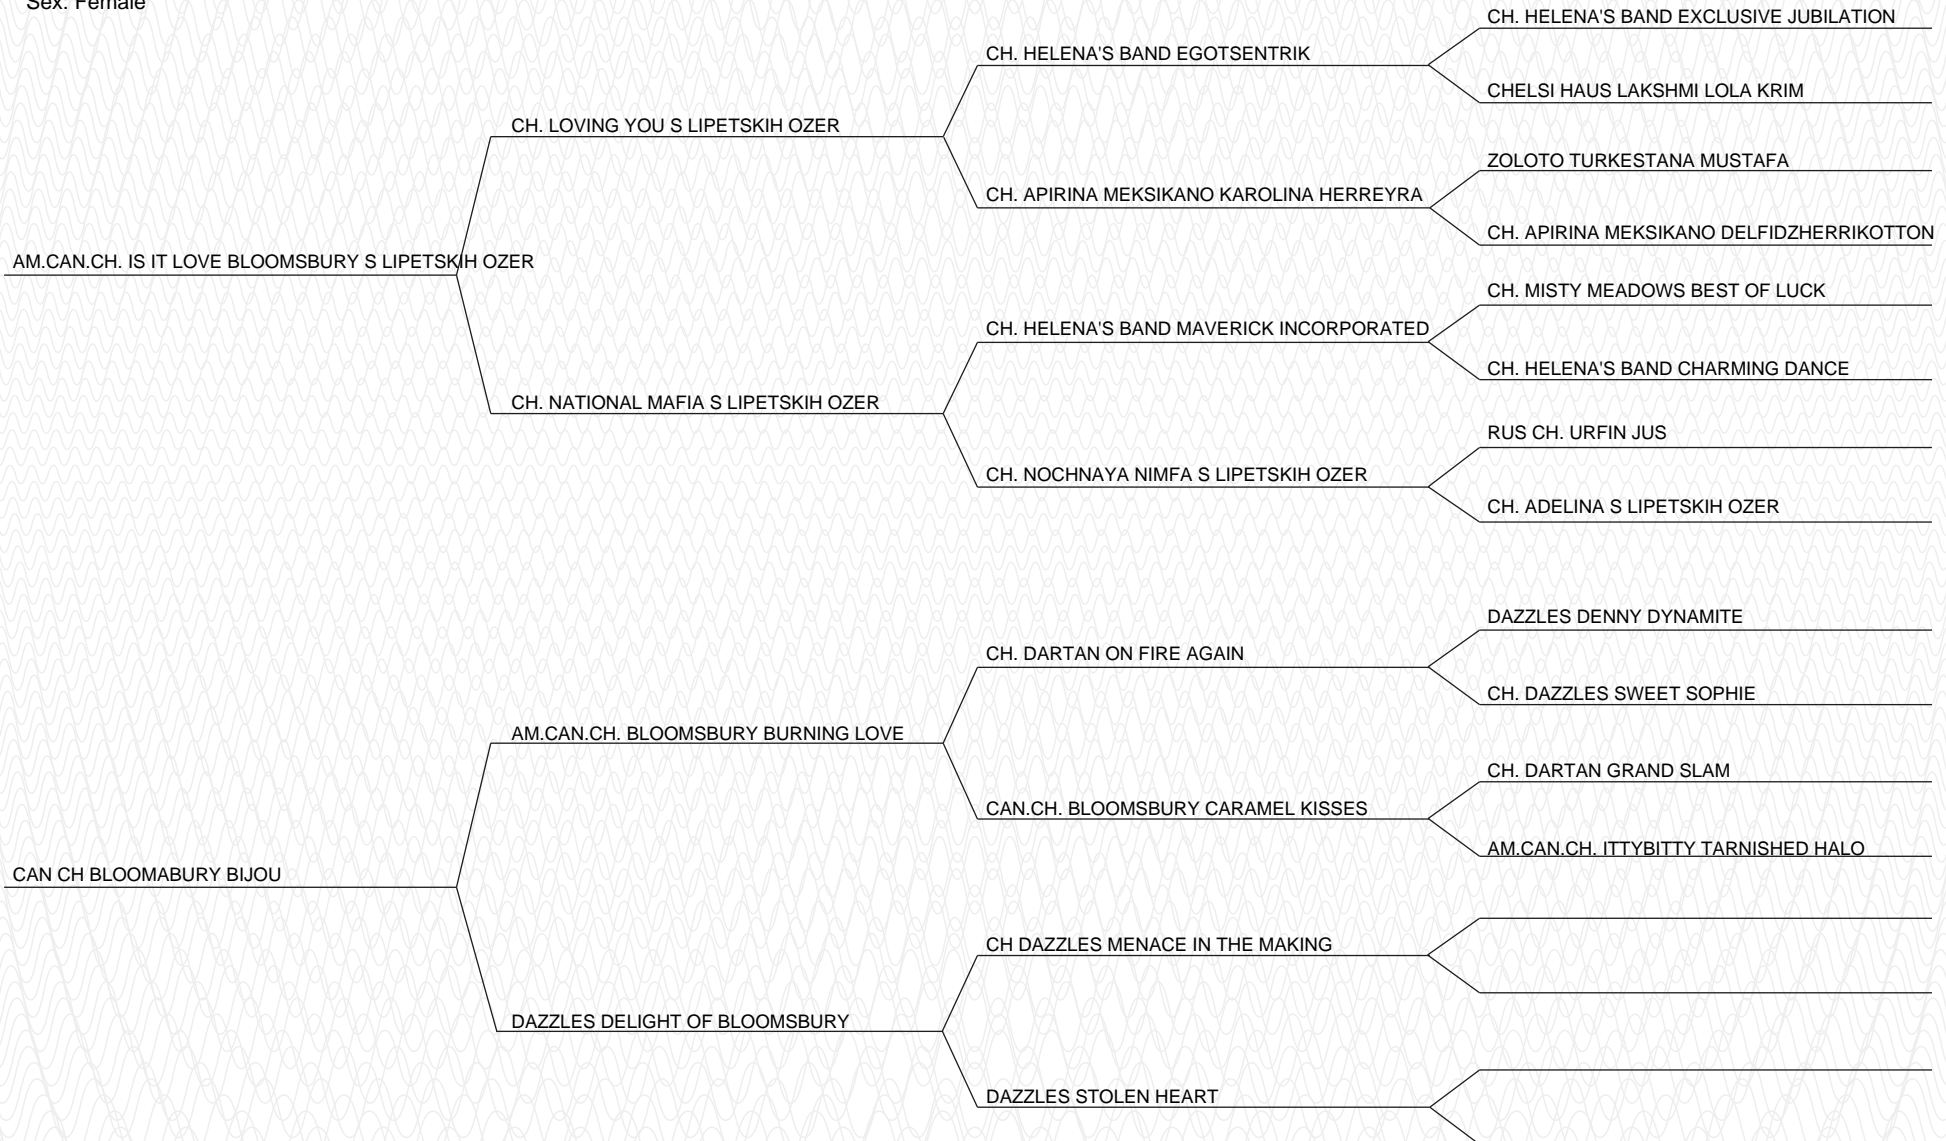 Sex: Female
CH. HELENA'S BAND EXCLUSIVE JUBILATION
CH. HELENA'S BAND EGOTSENTRIK
CHELSI HAUS LAKSHMI LOLA KRIM
CH. LOVING YOU S LIPETSKIH OZER
ZOLOTO TURKESTANA MUSTAFA
CH. APIRINA MEKSIKANO KAROLINA HERREYRA
CH. APIRINA MEKSIKANO DELFIDZHERRIKOTTON
AM.CAN.CH. IS IT LOVE BLOOMSBURY S LIPETSKIH OZER
CH. MISTY MEADOWS BEST OF LUCK
CH. HELENA'S BAND MAVERICK INCORPORATED
CH. HELENA'S BAND CHARMING DANCE
CH. NATIONAL MAFIA S LIPETSKIH OZER
RUS CH. URFIN JUS
CH. NOCHNAYA NIMFA S LIPETSKIH OZER
CH. ADELINA S LIPETSKIH OZER
DAZZLES DENNY DYNAMITE
CH. DARTAN ON FIRE AGAIN
CH. DAZZLES SWEET SOPHIE
AM.CAN.CH. BLOOMSBURY BURNING LOVE
CH. DARTAN GRAND SLAM
CAN.CH. BLOOMSBURY CARAMEL KISSES
AM.CAN.CH. ITTYBITTY TARNISHED HALO
CAN CH BLOOMABURY BIJOU
CH DAZZLES MENACE IN THE MAKING
DAZZLES DELIGHT OF BLOOMSBURY
DAZZLES STOLEN HEART